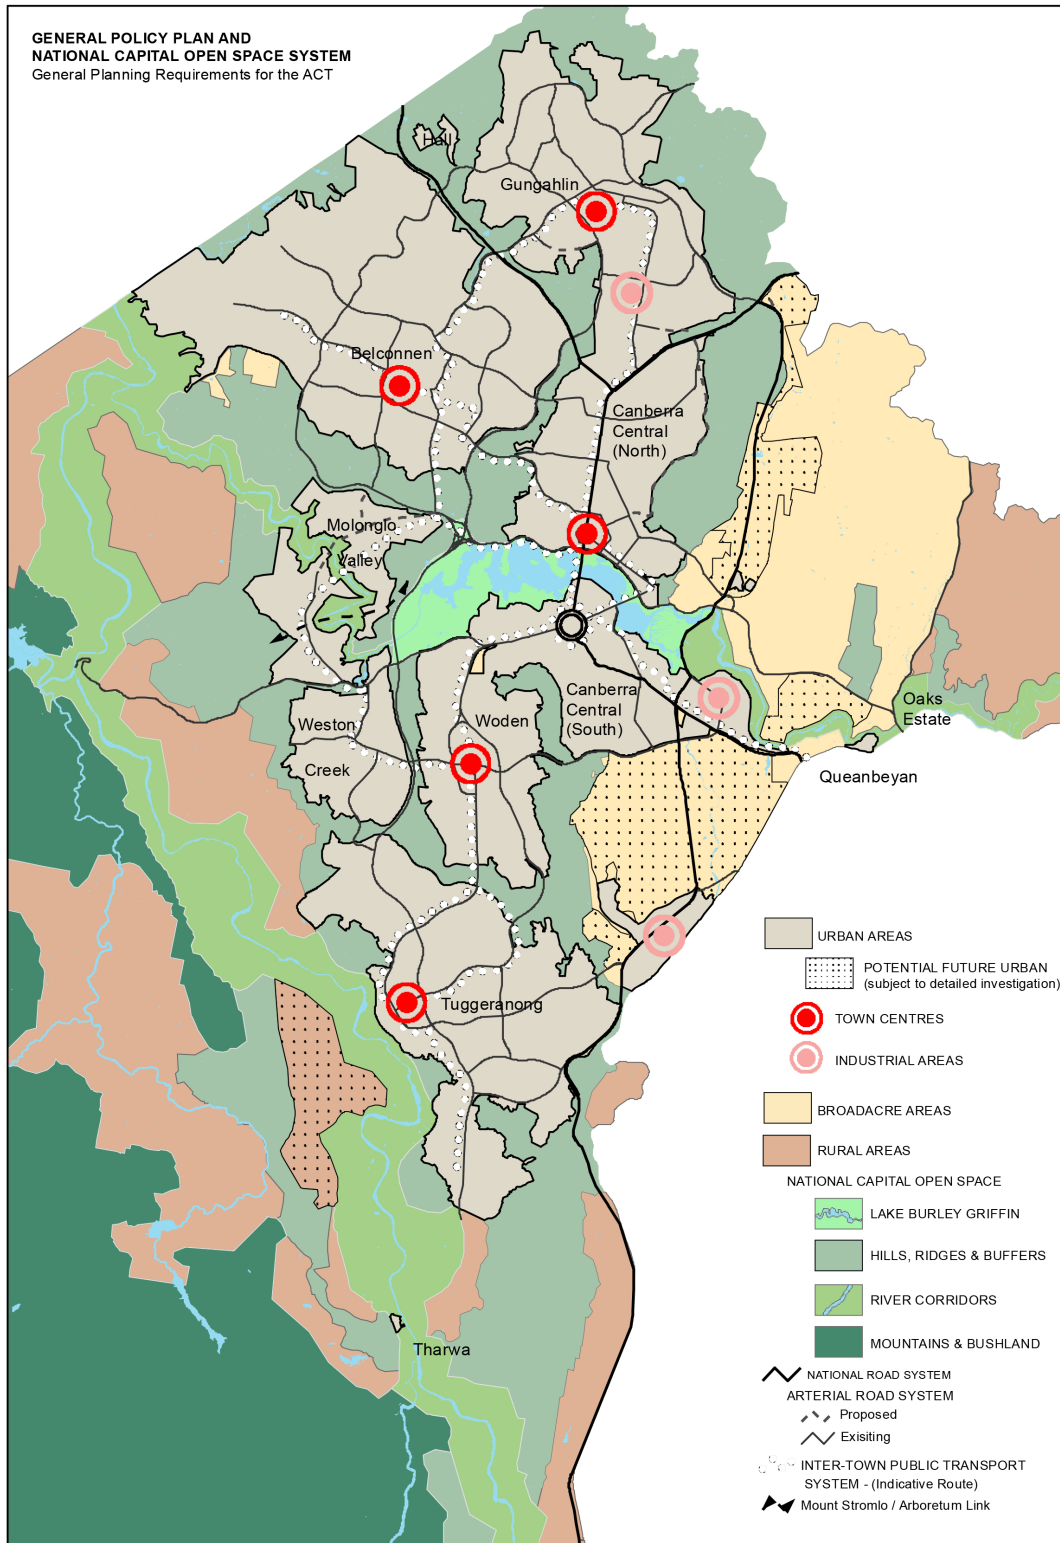 GENERAL POLICY PLAN AND
NATIONAL CAPITAL OPEN SPACE SYSTEM
General Planning Requirements for the ACT
Hall
Gungahlin
Belconnen
Canberra
Central
(North)
Molonglo
Valley
Canberra
Central
(South)
Weston
Creek
Woden
Oaks
Estate
Queanbeyan
Tuggeranong
Tharwa
URBAN AREAS
POTENTIAL FUTURE URBAN
(subject to detailed investigation)
TOWN CENTRES
INDUSTRIAL AREAS
BROADACRE AREAS
RURAL AREAS
NATIONAL CAPITAL OPEN SPACE
LAKE BURLEY GRIFFIN
HILLS, RIDGES & BUFFERS
RIVER CORRIDORS
MOUNTAINS & BUSHLAND
NATIONAL ROAD SYSTEM
ARTERIAL ROAD SYSTEM
Proposed
Exisiting
INTER-TOWN PUBLIC TRANSPORT
SYSTEM - (Indicative Route)
Mount Stromlo / Arboretum Link